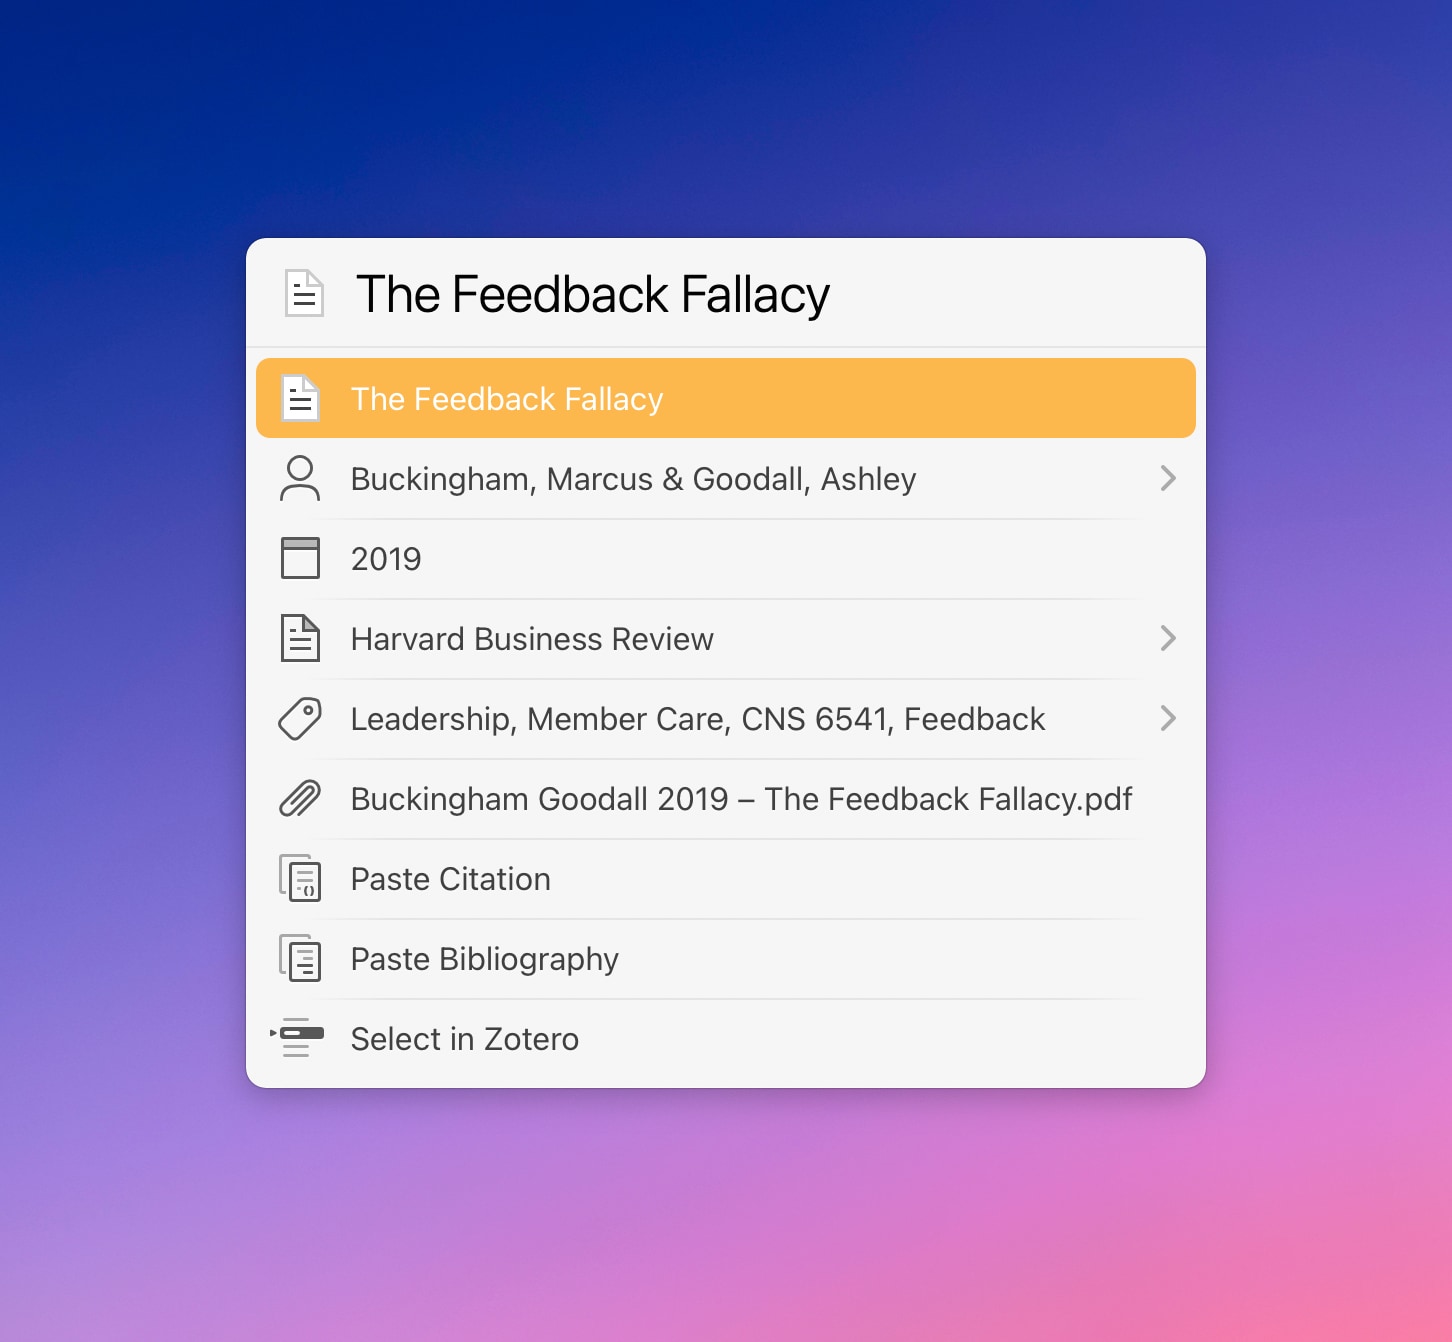 The Feedback Fallacy
The Feedback Fallacy
Buckingham, Marcus & Goodall, Ashley
2019
Harvard Business Review
Leadership, Member Care, CNS 6541, Feedback
Buckingham Goodall 2019 – The Feedback Fallacy.pdf
Paste Citation
Paste Bibliography
Select in Zotero